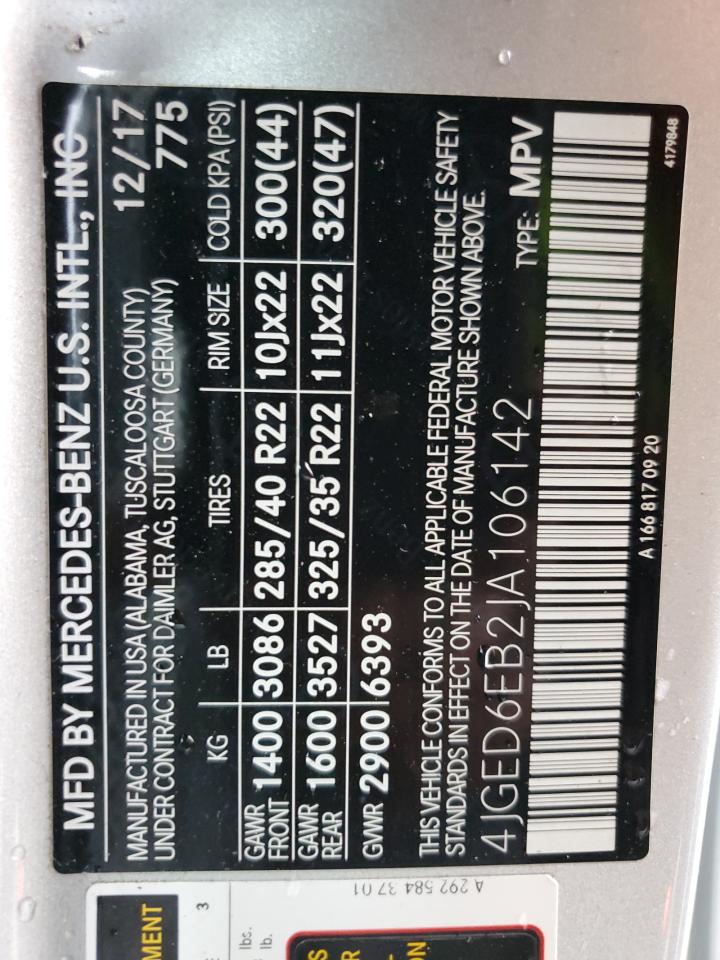 MFD BY MERCEDES-BENZ U.S. INTL., INC
MANUFACTURED IN USA (ALABAMA, TUSCALOOSA COUNTY) 12/17
UNDER CONTRACT FOR DAIMLER AG, STUTTGART (GERMANY) 775
KG LB TIRES RIM SIZE COLD KPA (PSI)
GAWR FRONT 1400 3086 285/40 R22 10Jx22 300(44)
GAWR REAR 1600 3527 325/35 R22 11Jx22 320(47)
GVWR 2900 6393
THIS VEHICLE CONFORMS TO ALL APPLICABLE FEDERAL MOTOR VEHICLE SAFETY
STANDARDS IN EFFECT ON THE DATE OF MANUFACTURE SHOWN ABOVE.
4JGED6EB2JA106142 TYPE: MPV
A 166 817 09 20
4179848
A 292 584 37 01
3
lbs.
lb.